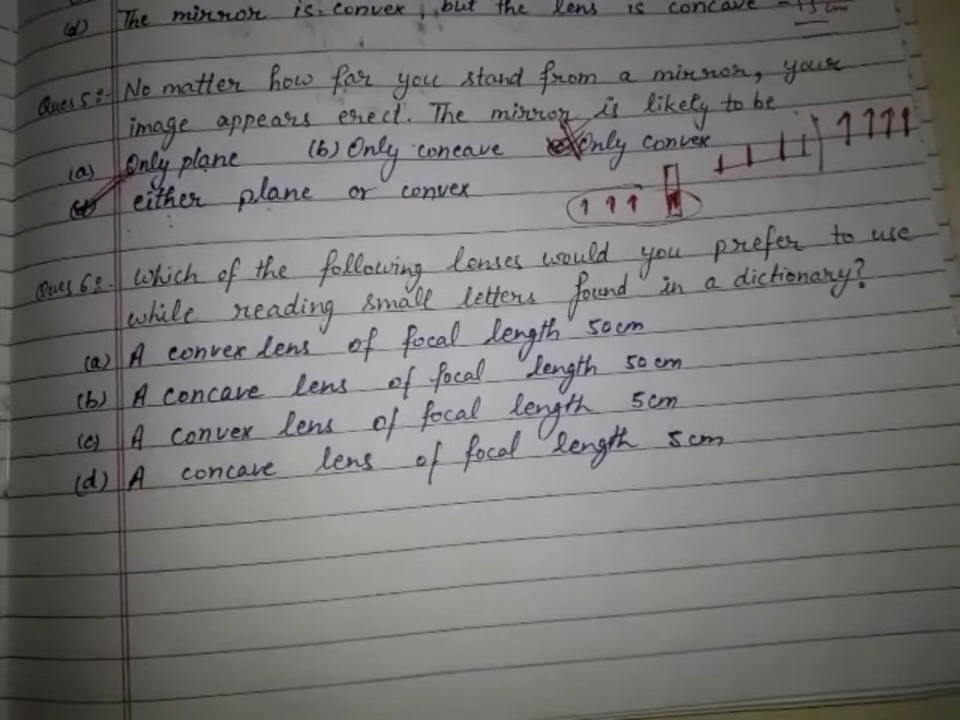 (d) The mirror is convex, but the lens is concave -15 cm
Ques 5:- No matter how far you stand from a mirror, your
image appears erect. The mirror is likely to be
(a) Only plane (b) Only concave (c) Only convex
(d) either plane or convex
Ques 6:- Which of the following lenses would you prefer to use
while reading small letters found in a dictionary?
(a) A convex lens of focal length 50cm
(b) A concave lens of focal length 50 cm
(c) A convex lens of focal length 5cm
(d) A concave lens of focal length 5cm